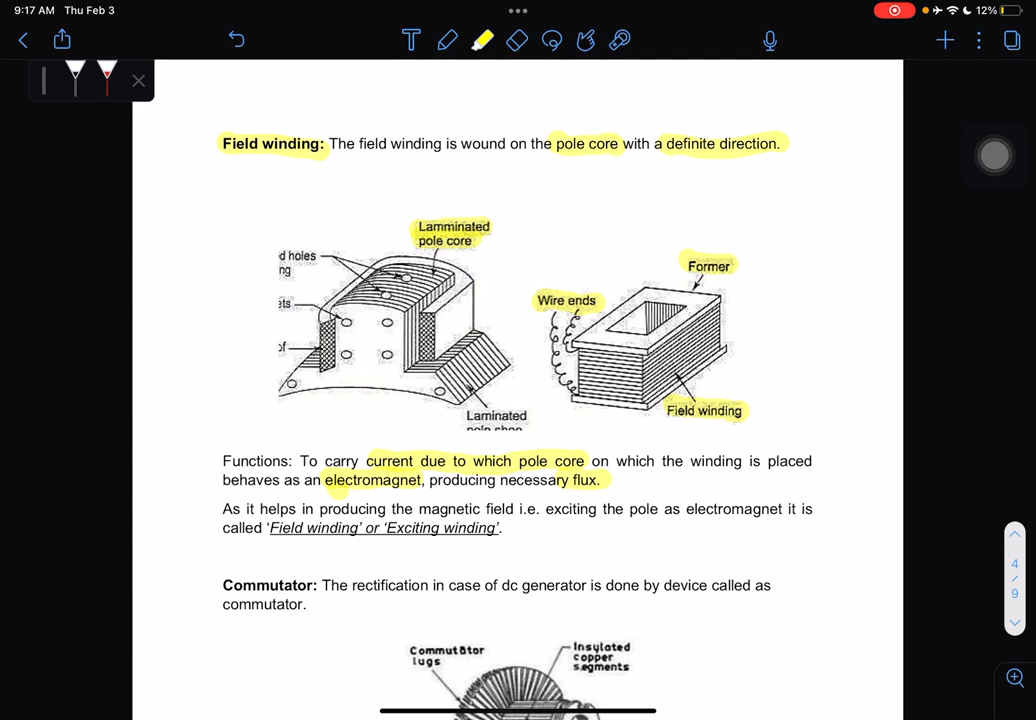 9:17 AM Thu Feb 3
12%
Field winding: The field winding is wound on the pole core with a definite direction.
Lamminated
pole core
d holes
ng
ets
of
Laminated
Former
Wire ends
Field winding
Functions: To carry current due to which pole core on which the winding is placed
behaves as an electromagnet, producing necessary flux.
As it helps in producing the magnetic field i.e. exciting the pole as electromagnet it is
called ‘Field winding’ or ‘Exciting winding’.
Commutator: The rectification in case of dc generator is done by device called as
commutator.
Commutator
lugs
Insulated
copper
segments
4
/
9